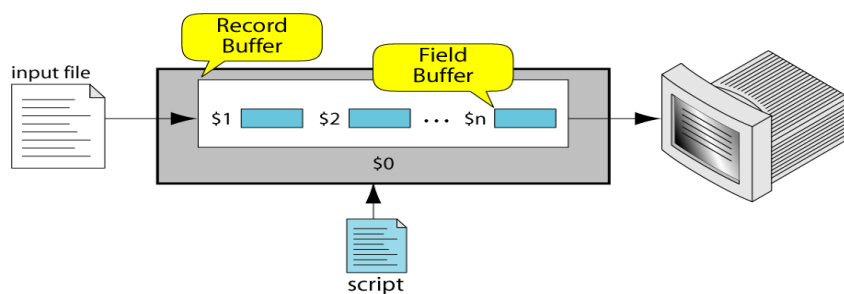 Record
Buffer
Field
Buffer
input file
$1
$2
...
$n
$0
script